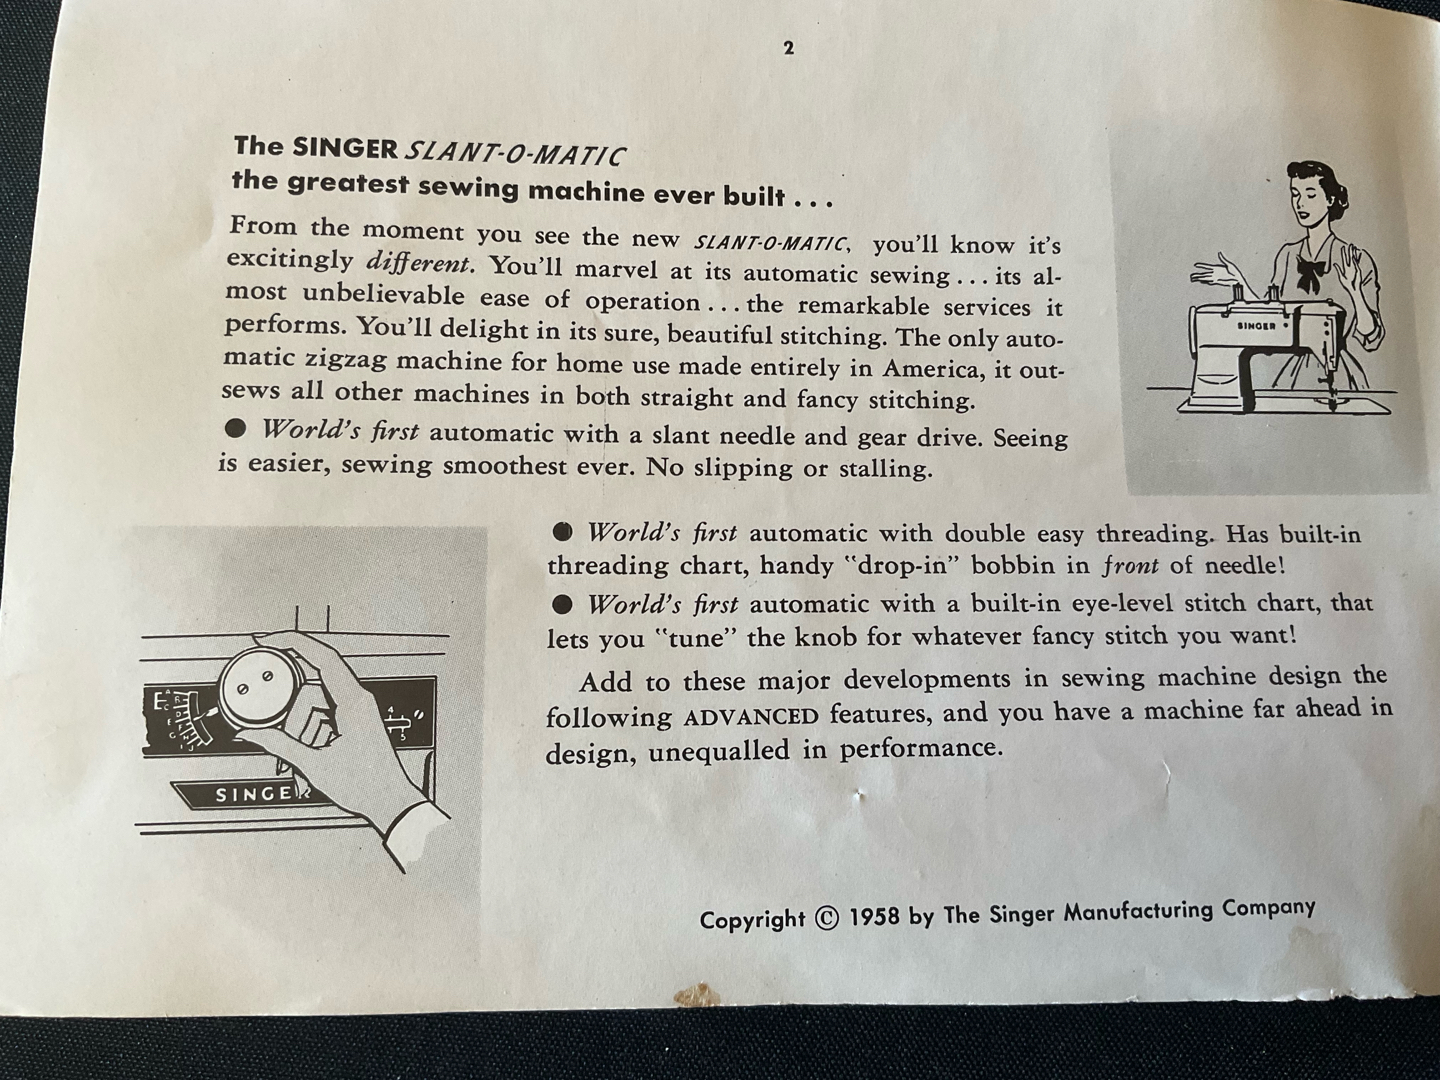 2
The SINGER SLANT-O-MATIC
the greatest sewing machine ever built . . .
From the moment you see the new SLANT-O-MATIC, you'll know it's
excitingly different. You'll marvel at its automatic sewing . . . its al-
most unbelievable ease of operation . . . the remarkable services it
performs. You'll delight in its sure, beautiful stitching. The only auto-
matic zigzag machine for home use made entirely in America, it out-
sews all other machines in both straight and fancy stitching.
● World's first automatic with a slant needle and gear drive. Seeing
is easier, sewing smoothest ever. No slipping or stalling.
SINGER
● World's first automatic with double easy threading. Has built-in
threading chart, handy "drop-in" bobbin in front of needle!
● World's first automatic with a built-in eye-level stitch chart, that
lets you "tune" the knob for whatever fancy stitch you want!
Add to these major developments in sewing machine design the
following ADVANCED features, and you have a machine far ahead in
design, unequalled in performance.
4
5
SINGER
Copyright © 1958 by The Singer Manufacturing Company